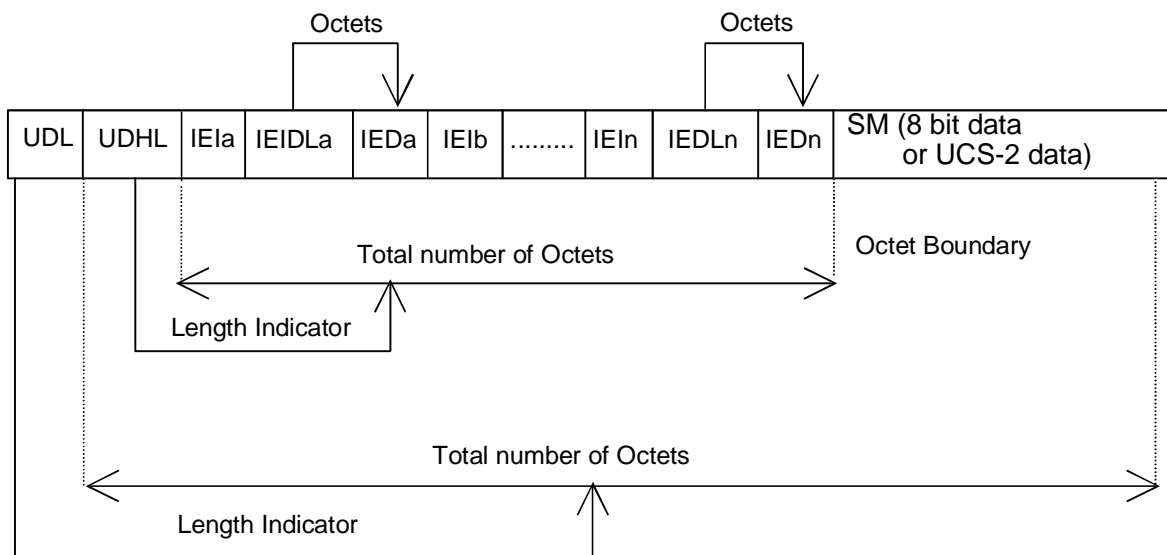 Octets Octets
UDL UDHL IEIa IEIDLa IEDa IEIb ......... IEIn IEDLn IEDn SM (8 bit data
or UCS-2 data)
Total number of Octets
Octet Boundary
Length Indicator
Total number of Octets
Length Indicator